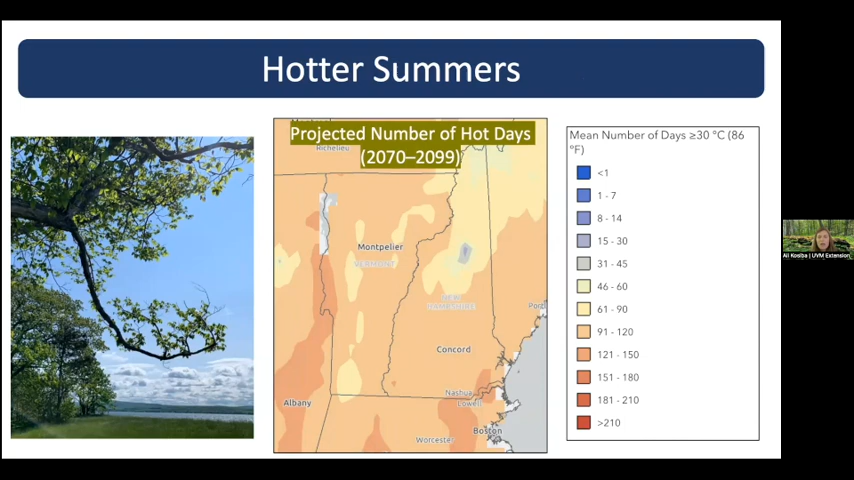 Hotter Summers
Projected Number of Hot Days
(2070–2099)
Richelieu
Montpelier
VERMONT
NEW
HAMPSHIRE
Concord
Nashua
Lowell
Albany
Boston
Worcester
Mean Number of Days ≥30 °C (86
°F)
<1
1 - 7
8 - 14
15 - 30
31 - 45
46 - 60
61 - 90
91 - 120
121 - 150
151 - 180
181 - 210
>210
Ali Kosiba | UVM Extension